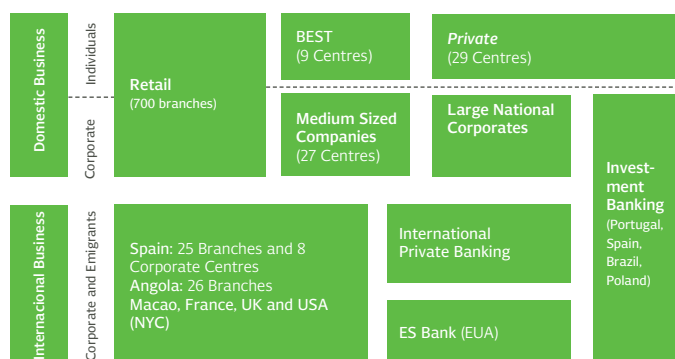 Domestic Business
Individuals
Corporate
Retail
(700 branches)
BEST
(9 Centres)
Private
(29 Centres)
Medium Sized
Companies
(27 Centres)
Large National
Corporates
Invest-
ment
Banking
(Portugal,
Spain,
Brazil,
Poland)
Internacional Business
Corporate and Emigrants
Spain: 25 Branches and 8
Corporate Centres
Angola: 26 Branches
Macao, France, UK and USA
(NYC)
International
Private Banking
ES Bank (EUA)